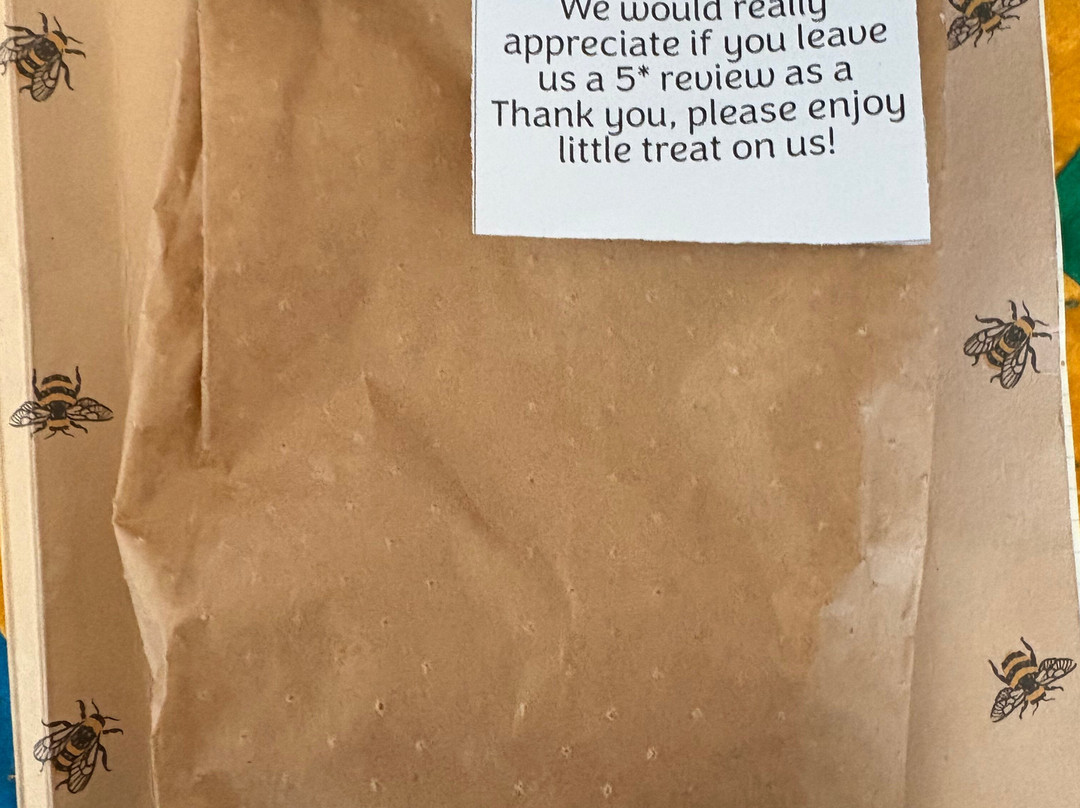 We would really
appreciate if you leave
us a 5* review as a
Thank you, please enjoy
little treat on us!